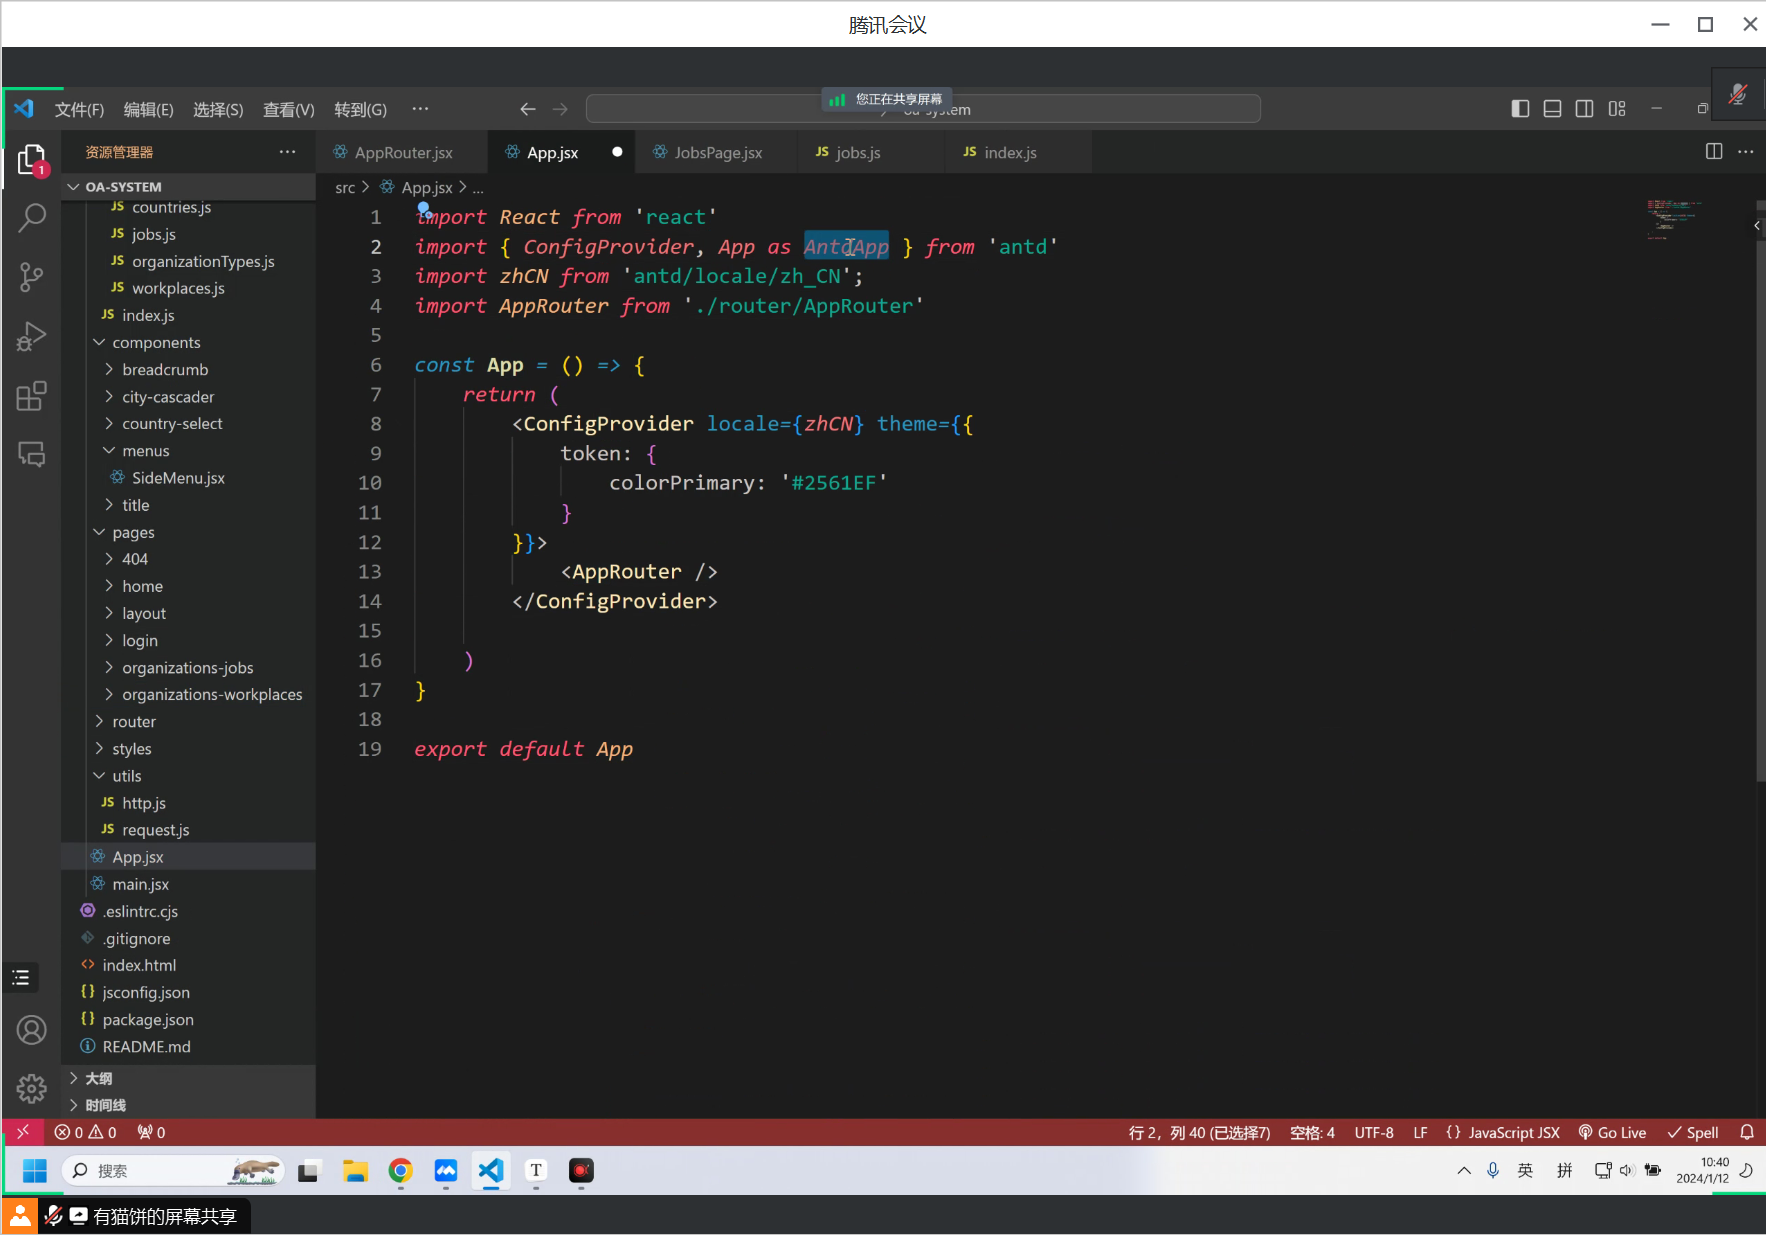 腾讯会议
文件(F) 编辑(E) 选择(S) 查看(V) 转到(G) ···
您正在共享屏幕
oa-system
资源管理器 ···
AppRouter.jsx App.jsx JobsPage.jsx JS jobs.js JS index.js
OA-SYSTEM
src > App.jsx > ...
JS countries.js
JS jobs.js
JS organizationTypes.js
JS workplaces.js
JS index.js
components
breadcrumb
city-cascader
country-select
menus
SideMenu.jsx
title
pages
404
home
layout
login
organizations-jobs
organizations-workplaces
router
styles
utils
JS http.js
JS request.js
App.jsx
main.jsx
.eslintrc.cjs
.gitignore
index.html
jsconfig.json
package.json
README.md
大纲
时间线
1
1 import React from 'react'
2 import { ConfigProvider, App as AntdApp } from 'antd'
3 import zhCN from 'antd/locale/zh_CN';
4 import AppRouter from './router/AppRouter'
5
6 const App = () => {
7 return (
8 <ConfigProvider locale={zhCN} theme={{
9 token: {
10 colorPrimary: '#2561EF'
11 }
12 }}>
13 <AppRouter />
14 </ConfigProvider>
15
16 )
17 }
18
19 export default App
0 0 0 行 2，列 40 (已选择7) 空格: 4 UTF-8 LF {} JavaScript JSX Go Live Spell
搜索 T 英 拼 10:40
2024/1/12
有猫饼的屏幕共享